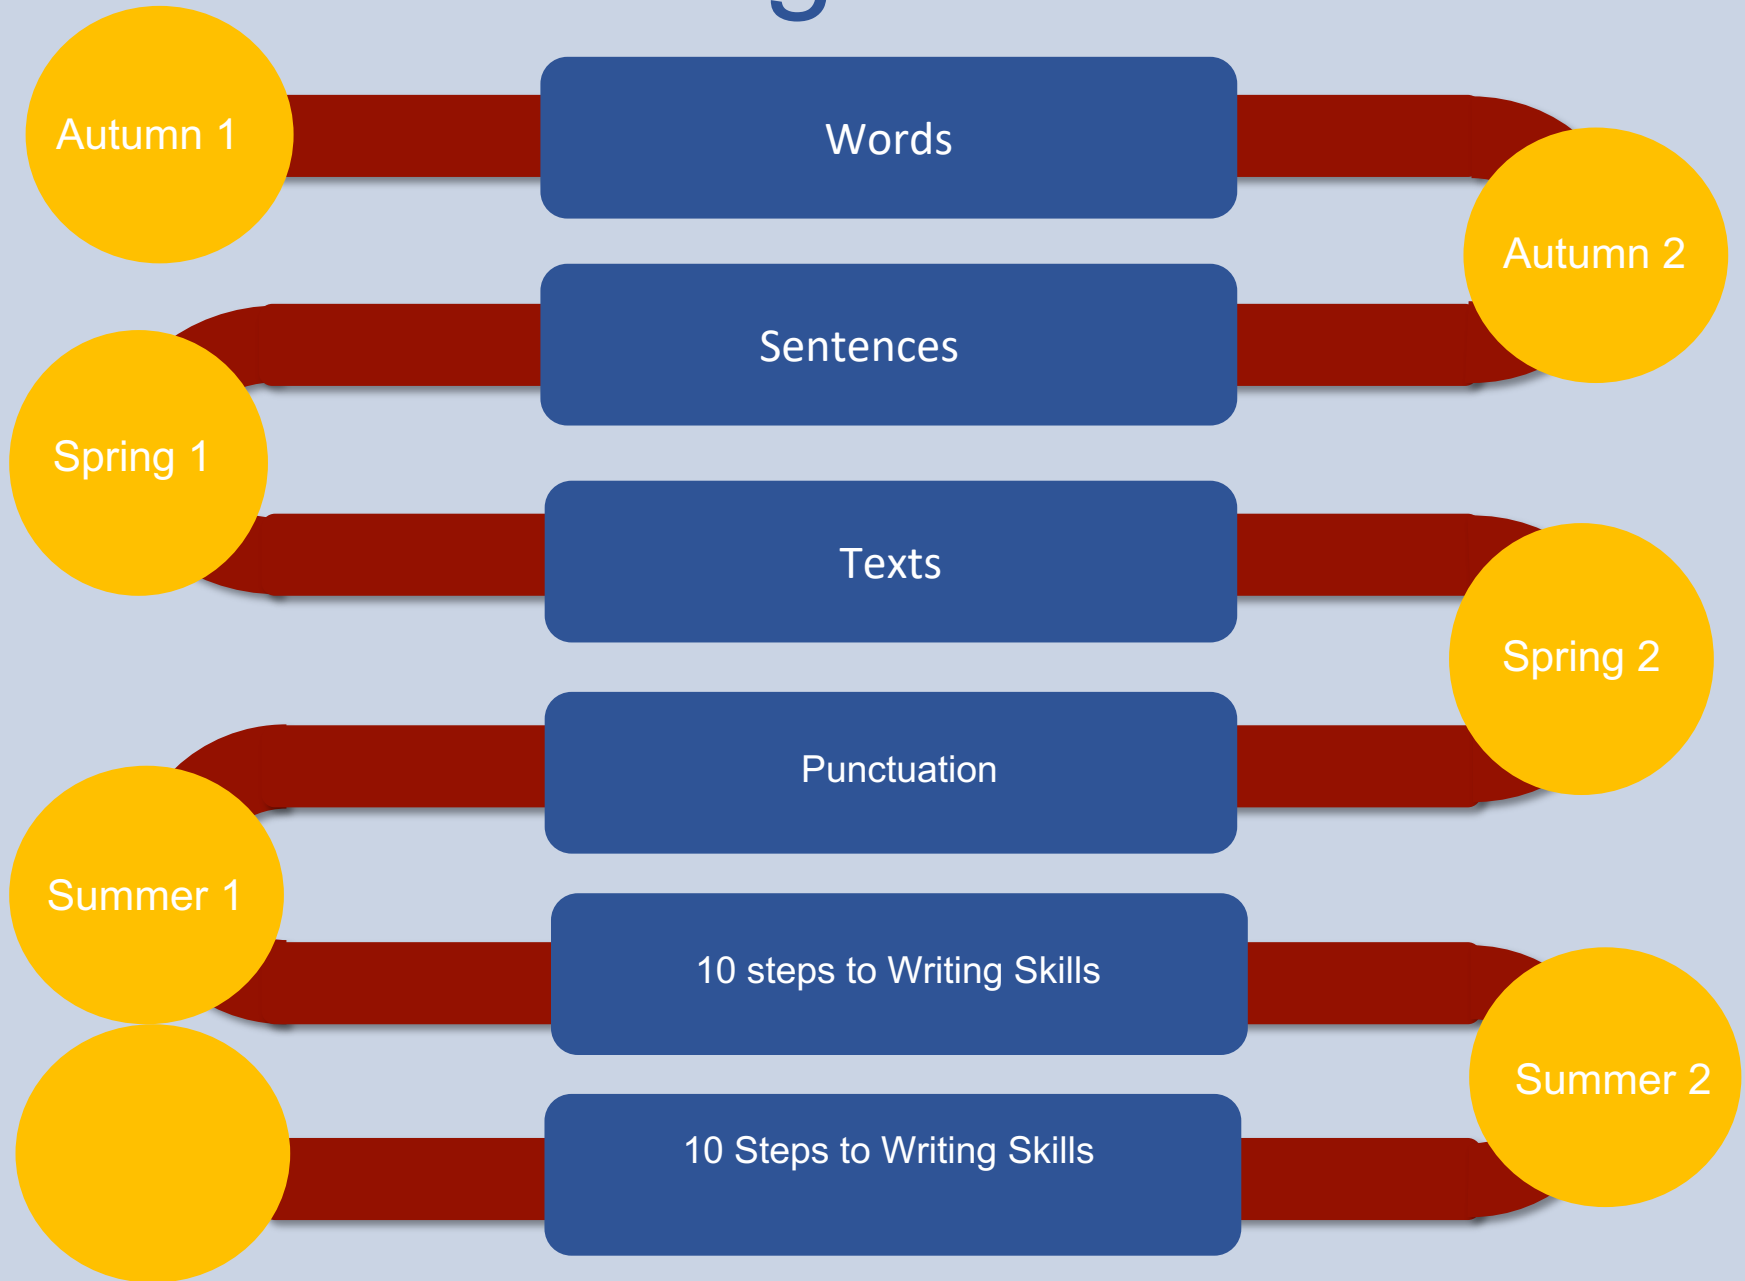 Autumn 1
Words
Autumn 2
Sentences
Spring 1
Texts
Spring 2
Punctuation
Summer 1
10 steps to Writing Skills
Summer 2
10 Steps to Writing Skills